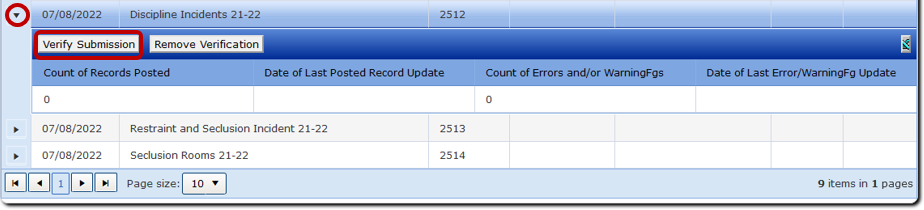 07/08/2022 Discipline Incidents 21-22 2512
Verify Submission Remove Verification
Count of Records Posted Date of Last Posted Record Update Count of Errors and/or WarningFgs Date of Last Error/WarningFg Update
0 0
07/08/2022 Restraint and Seclusion Incident 21-22 2513
07/08/2022 Seclusion Rooms 21-22 2514
1 Page size: 10 9 items in 1 pages